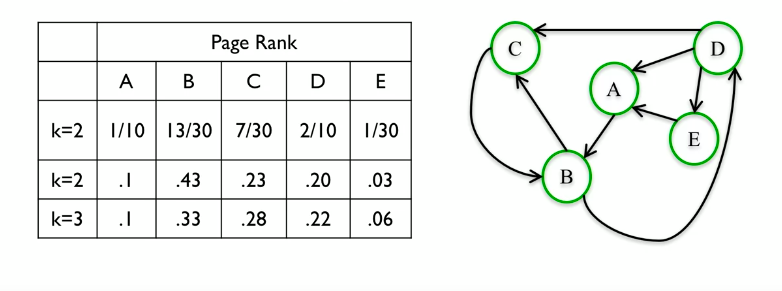 Page Rank
A B C D E
k=2 1/10 13/30 7/30 2/10 1/30
k=2 .1 .43 .23 .20 .03
k=3 .1 .33 .28 .22 .06
C
D
A
E
B